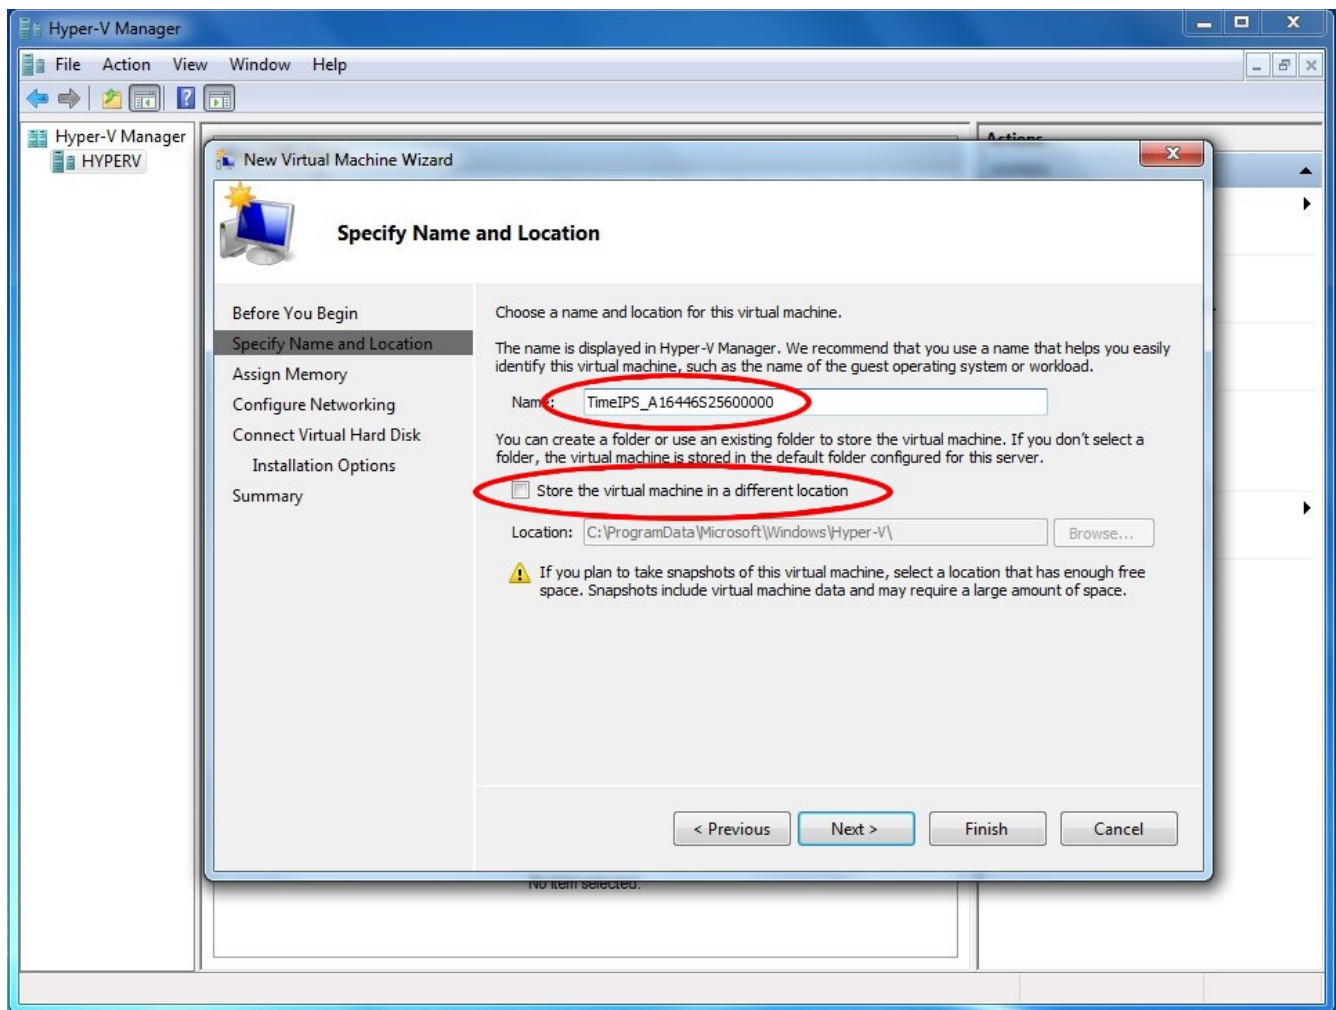 Hyper-V Manager
File Action View Window Help
Hyper-V Manager
HYPERV
Actions
New Virtual Machine Wizard
Specify Name and Location
Before You Begin
Specify Name and Location
Assign Memory
Configure Networking
Connect Virtual Hard Disk
Installation Options
Summary
Choose a name and location for this virtual machine.
The name is displayed in Hyper-V Manager. We recommend that you use a name that helps you easily
identify this virtual machine, such as the name of the guest operating system or workload.
Name: TimeIPS_A16446S25600000
You can create a folder or use an existing folder to store the virtual machine. If you don't select a
folder, the virtual machine is stored in the default folder configured for this server.
Store the virtual machine in a different location
Location: C:\ProgramData\Microsoft\Windows\Hyper-V\ Browse...
If you plan to take snapshots of this virtual machine, select a location that has enough free
space. Snapshots include virtual machine data and may require a large amount of space.
< Previous Next > Finish Cancel
No item selected.